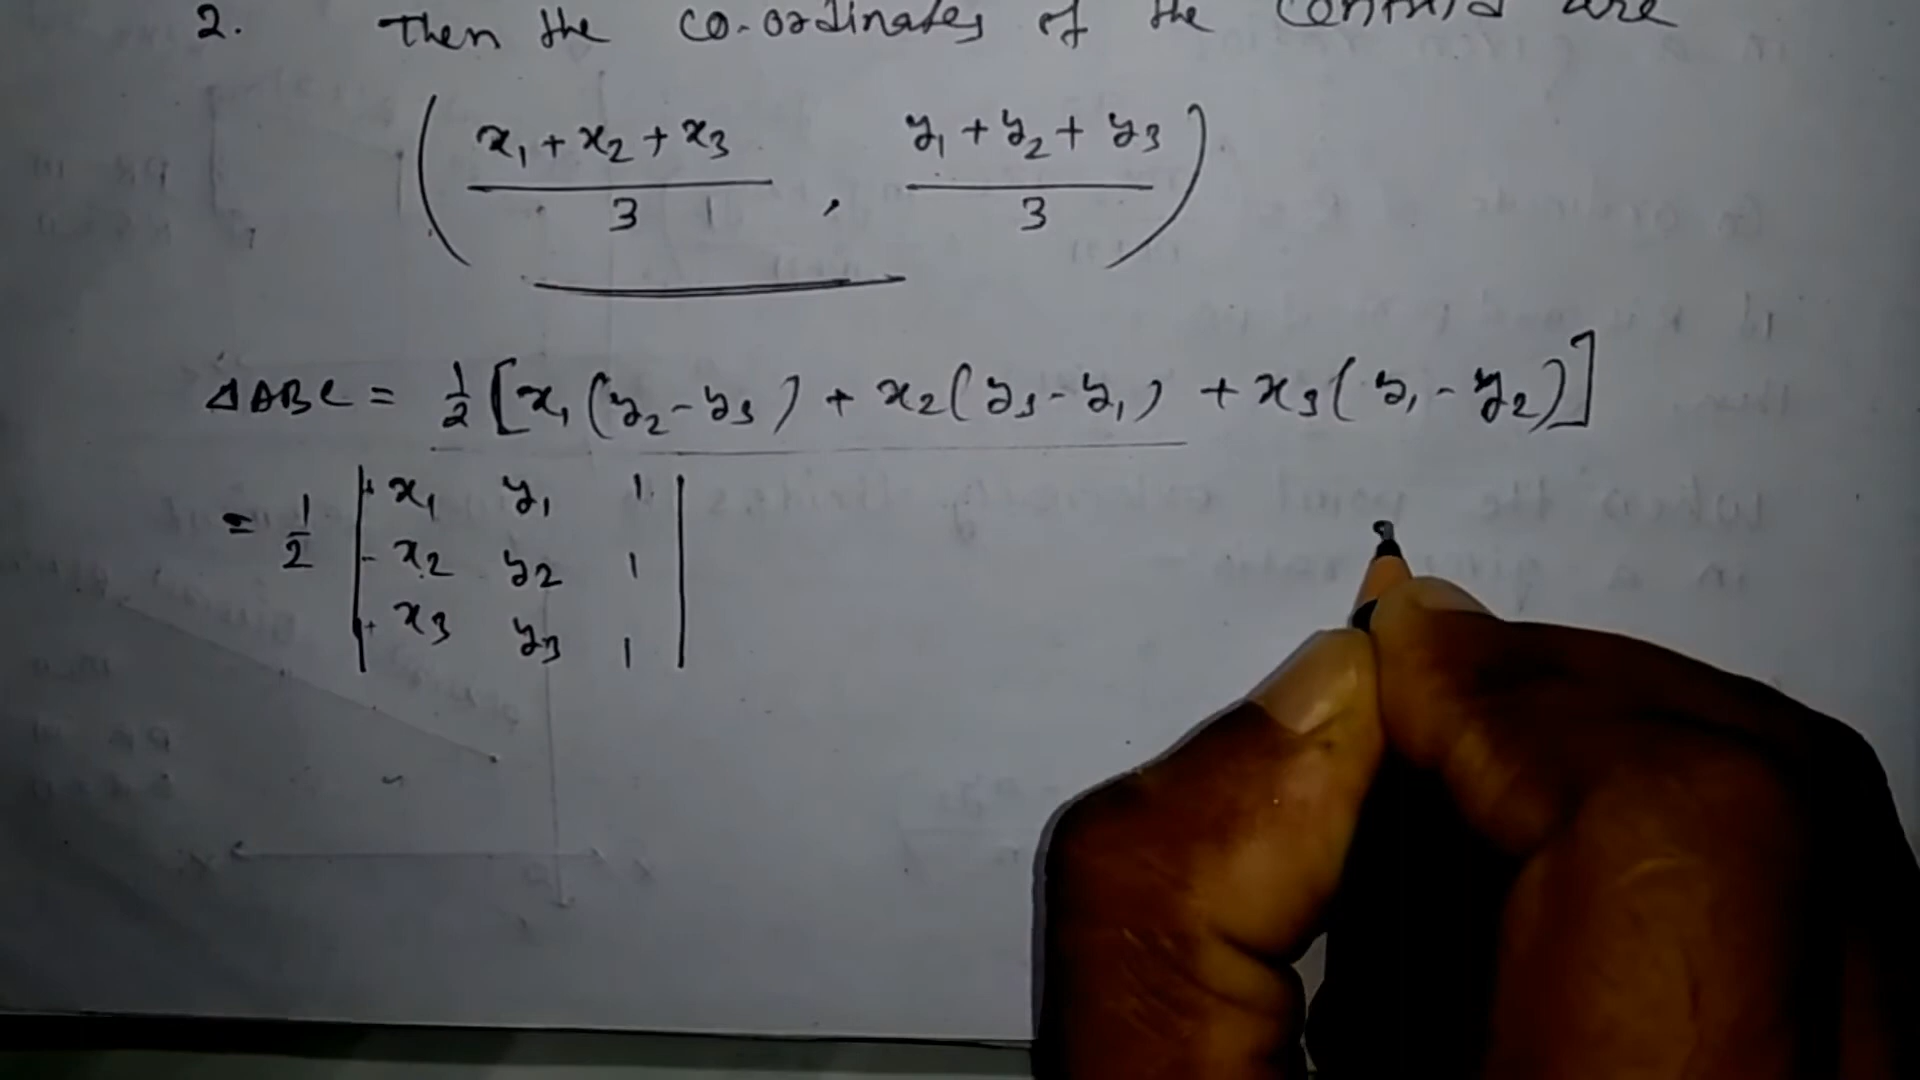 2. Then the co-ordinates of the centroid are
( (x₁ + x₂ + x₃)/3 , (y₁ + y₂ + y₃)/3 )
ΔABC = 1/2 [x₁(y₂ - y₃) + x₂(y₃ - y₁) + x₃(y₁ - y₂)]
= 1/2 | + x₁ y₁ 1 |
| - x₂ y₂ 1 |
| + x₃ y₃ 1 |